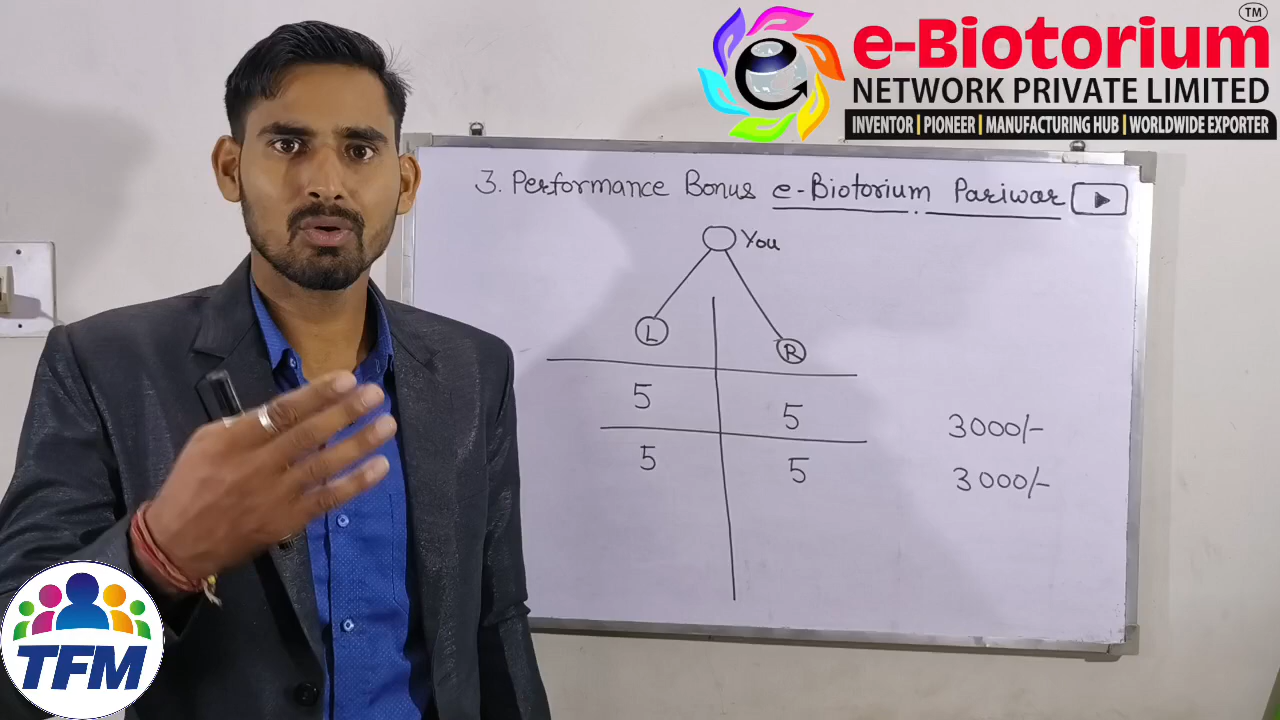 TM
e-Biotorium
NETWORK PRIVATE LIMITED
INVENTOR | PIONEER | MANUFACTURING HUB | WORLDWIDE EXPORTER
3. Performance Bonus e-Biotorium Pariwar
You
L
R
5 5 3000/-
5 5 3000/-
TFM